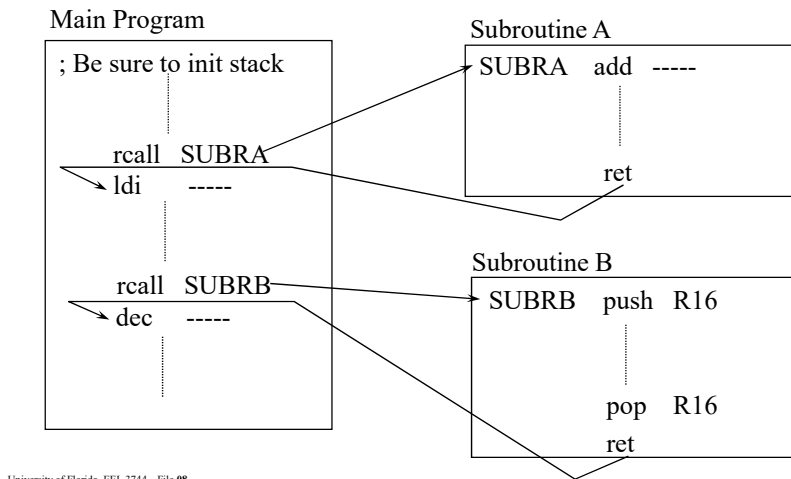 Main Program
; Be sure to init stack
rcall SUBRA
ldi -----
rcall SUBRB
dec -----
Subroutine A
SUBRA add -----
ret
Subroutine B
SUBRB push R16
pop R16
ret
University of Florida, EEL 3744 – File 08